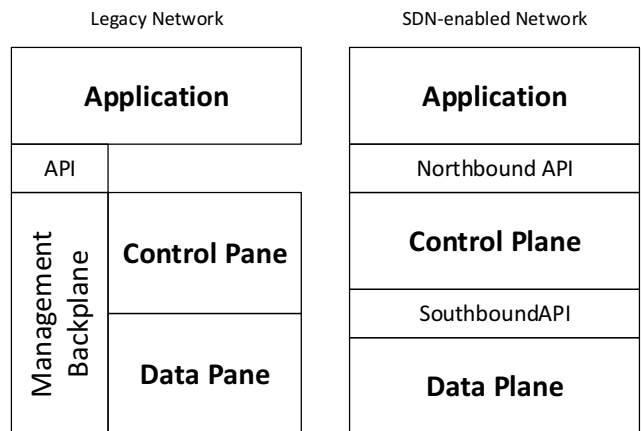 Legacy Network
Application
API
Management
Backplane
Control Pane
Data Pane
SDN-enabled Network
Application
Northbound API
Control Plane
SouthboundAPI
Data Plane